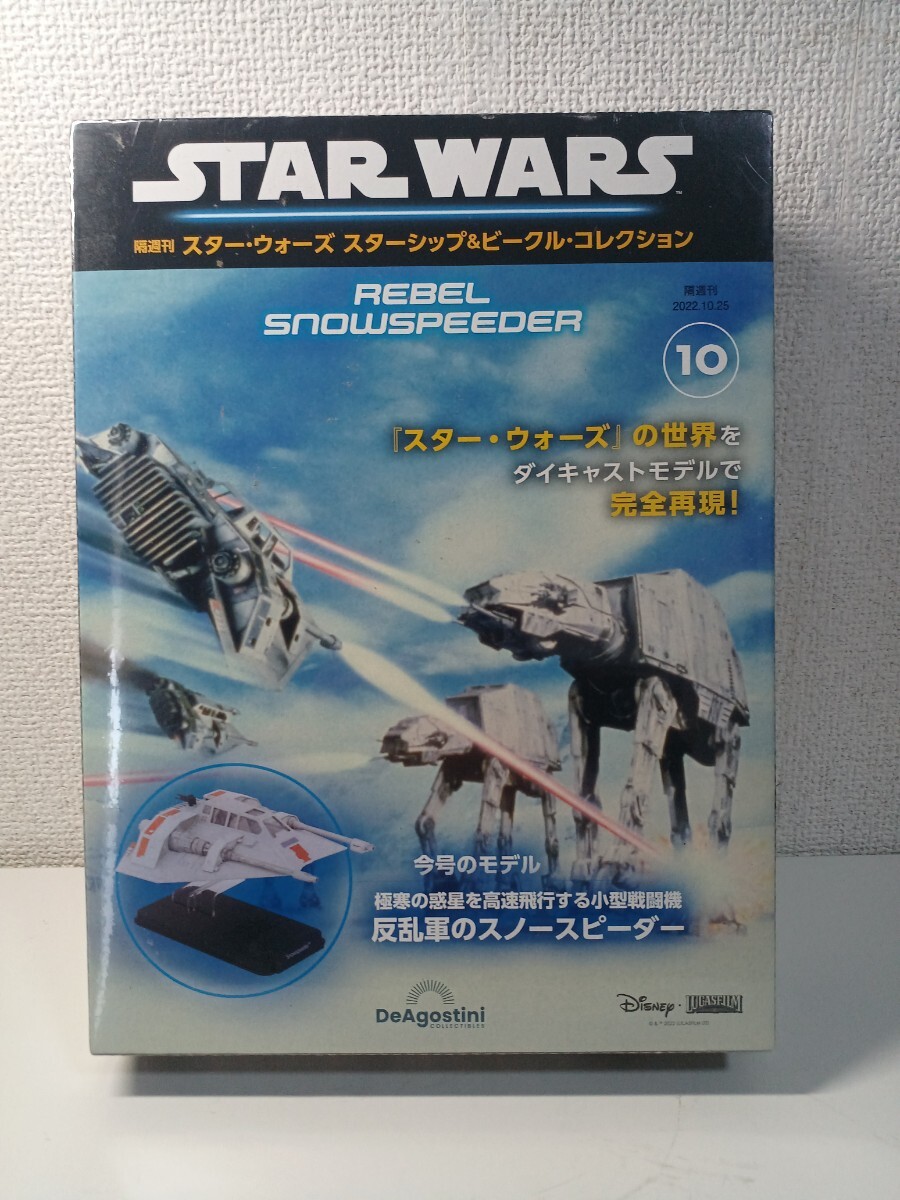 STAR WARS™
隔週刊 スター・ウォーズ スターシップ&ビークル・コレクション
REBEL
SNOWSPEEDER
隔週刊
2022.10.25
10
『スター・ウォーズ』の世界を
ダイキャストモデルで
完全再現!
今号のモデル
極寒の惑星を高速飛行する小型戦闘機
反乱軍のスノースピーダー
DeAgostini
COLLECTIBLES
Disney · LUCASFILM